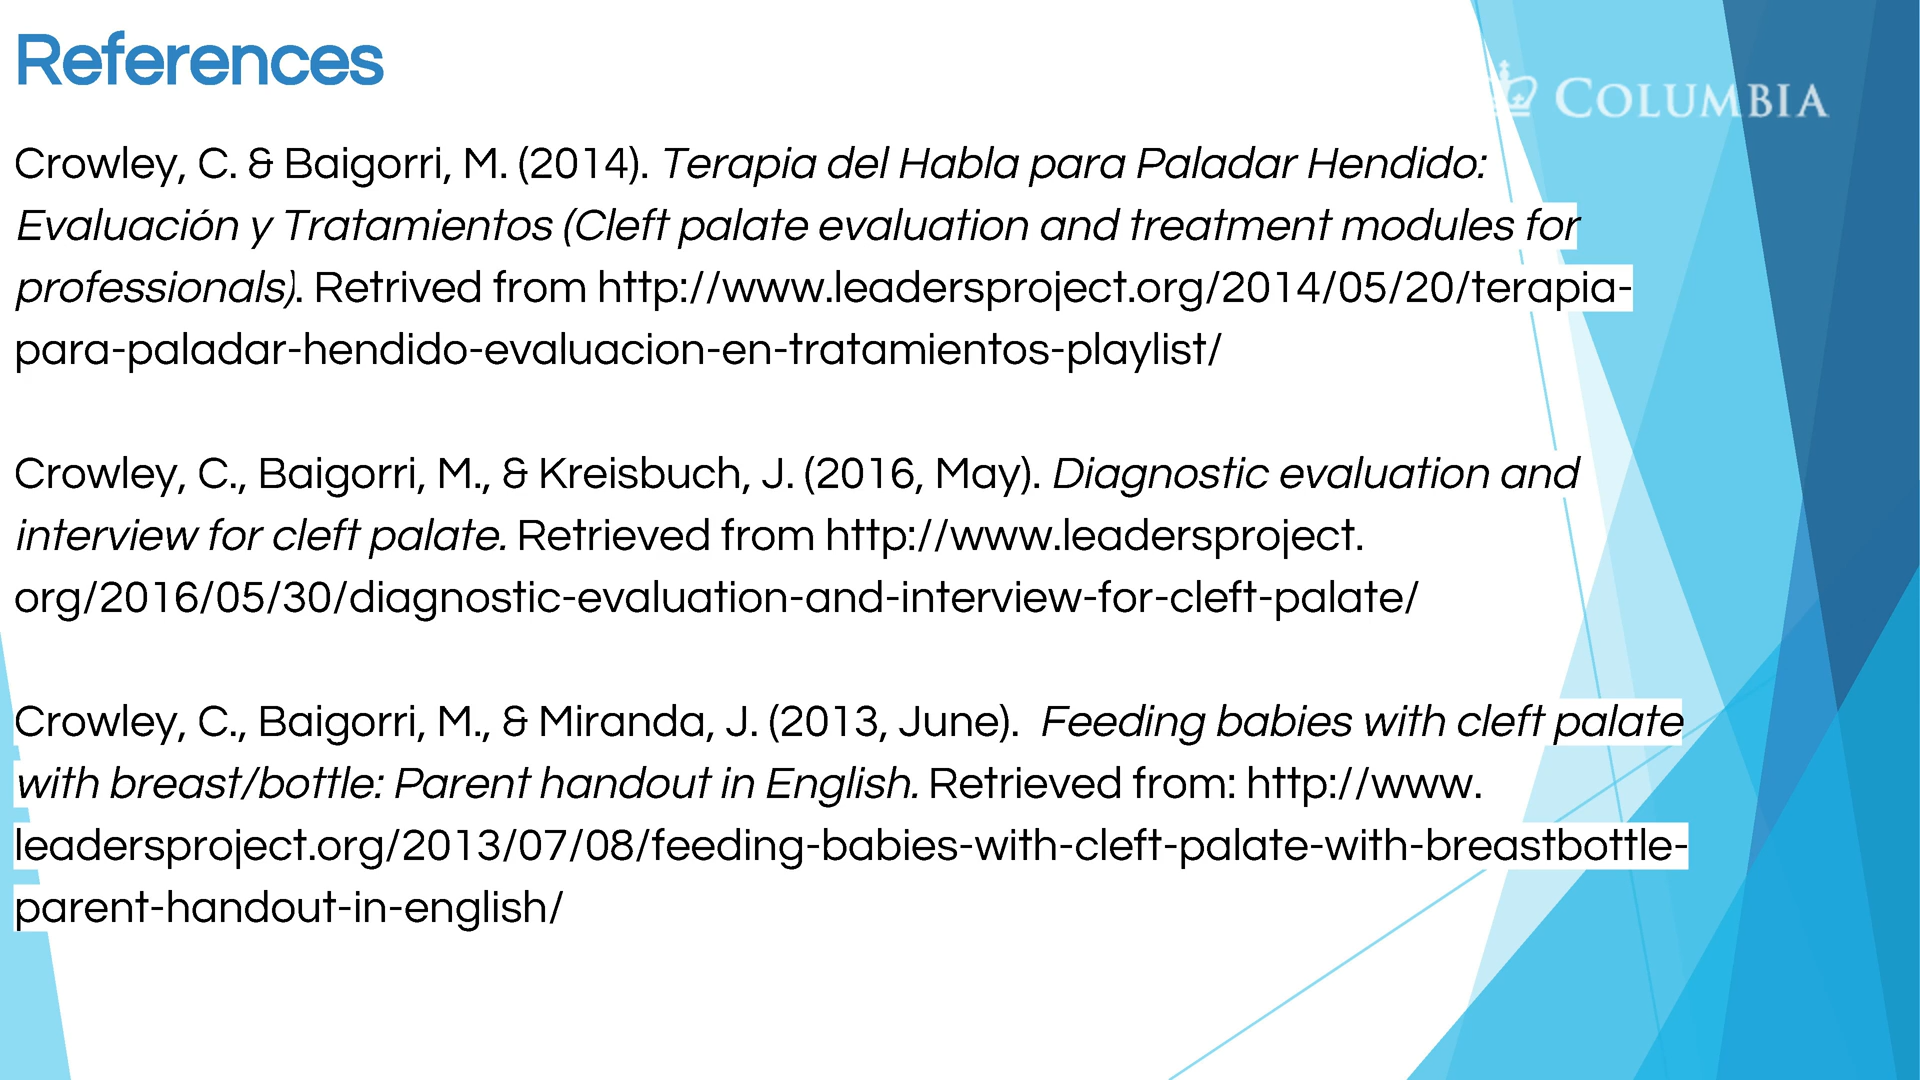 References
COLUMBIA
Crowley, C. & Baigorri, M. (2014). Terapia del Habla para Paladar Hendido:
Evaluación y Tratamientos (Cleft palate evaluation and treatment modules for
professionals). Retrived from http://www.leadersproject.org/2014/05/20/terapia-
para-paladar-hendido-evaluacion-en-tratamientos-playlist/
Crowley, C., Baigorri, M., & Kreisbuch, J. (2016, May). Diagnostic evaluation and
interview for cleft palate. Retrieved from http://www.leadersproject.
org/2016/05/30/diagnostic-evaluation-and-interview-for-cleft-palate/
Crowley, C., Baigorri, M., & Miranda, J. (2013, June).  Feeding babies with cleft palate
with breast/bottle: Parent handout in English. Retrieved from: http://www.
leadersproject.org/2013/07/08/feeding-babies-with-cleft-palate-with-breastbottle-
parent-handout-in-english/